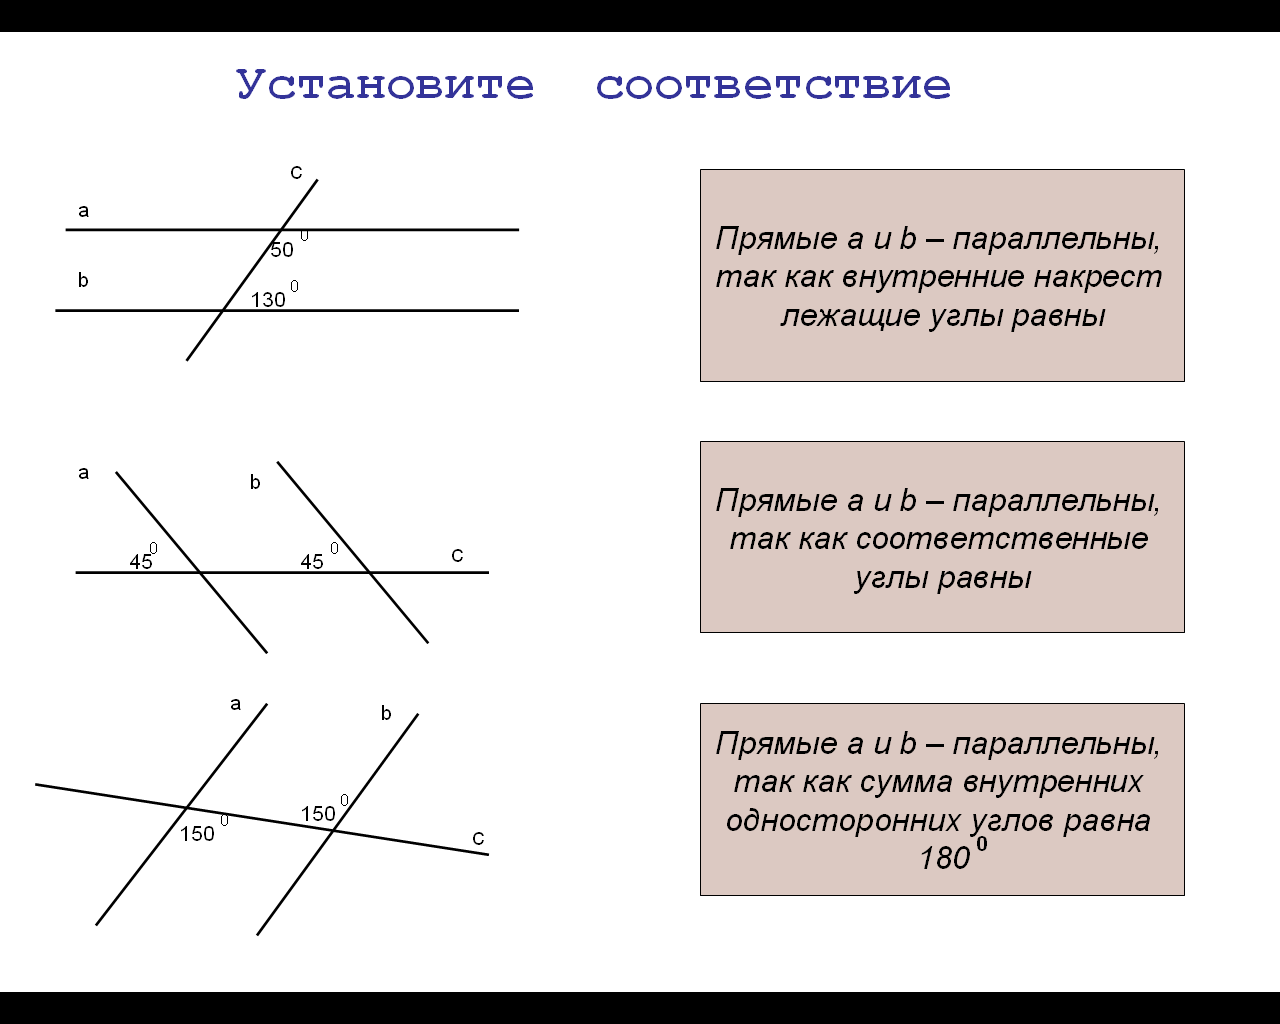 Установите соответствие
c
a
50 0
b
130 0
Прямые a и b – параллельны,
так как внутренние накрест
лежащие углы равны
a
b
45 0
45 0
c
Прямые a и b – параллельны,
так как соответственные
углы равны
a
b
150 0
150 0
c
Прямые a и b – параллельны,
так как сумма внутренних
односторонних углов равна
180 0